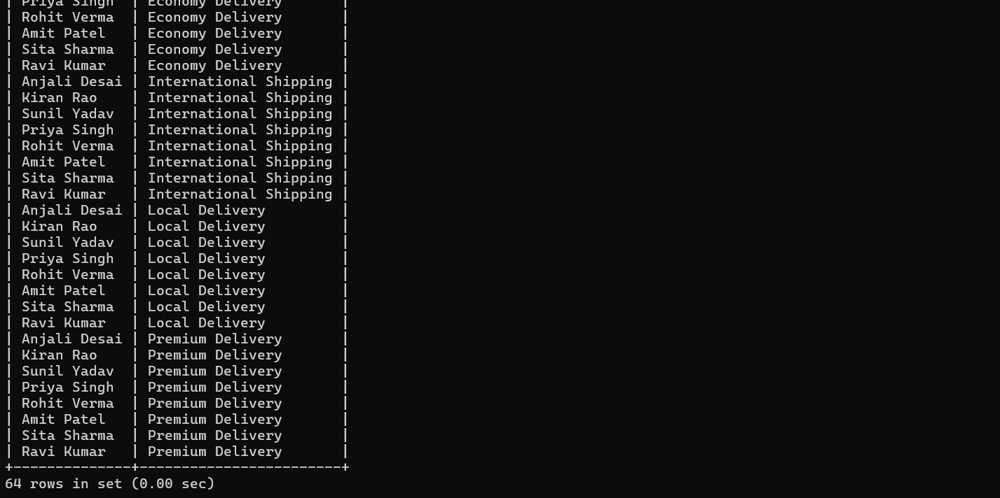 | Priya Singh  | Economy Delivery       |
| Rohit Verma  | Economy Delivery       |
| Amit Patel   | Economy Delivery       |
| Sita Sharma  | Economy Delivery       |
| Ravi Kumar   | Economy Delivery       |
| Anjali Desai | International Shipping |
| Kiran Rao    | International Shipping |
| Sunil Yadav  | International Shipping |
| Priya Singh  | International Shipping |
| Rohit Verma  | International Shipping |
| Amit Patel   | International Shipping |
| Sita Sharma  | International Shipping |
| Ravi Kumar   | International Shipping |
| Anjali Desai | Local Delivery         |
| Kiran Rao    | Local Delivery         |
| Sunil Yadav  | Local Delivery         |
| Priya Singh  | Local Delivery         |
| Rohit Verma  | Local Delivery         |
| Amit Patel   | Local Delivery         |
| Sita Sharma  | Local Delivery         |
| Ravi Kumar   | Local Delivery         |
| Anjali Desai | Premium Delivery       |
| Kiran Rao    | Premium Delivery       |
| Sunil Yadav  | Premium Delivery       |
| Priya Singh  | Premium Delivery       |
| Rohit Verma  | Premium Delivery       |
| Amit Patel   | Premium Delivery       |
| Sita Sharma  | Premium Delivery       |
| Ravi Kumar   | Premium Delivery       |
+--------------+------------------------+
64 rows in set (0.00 sec)